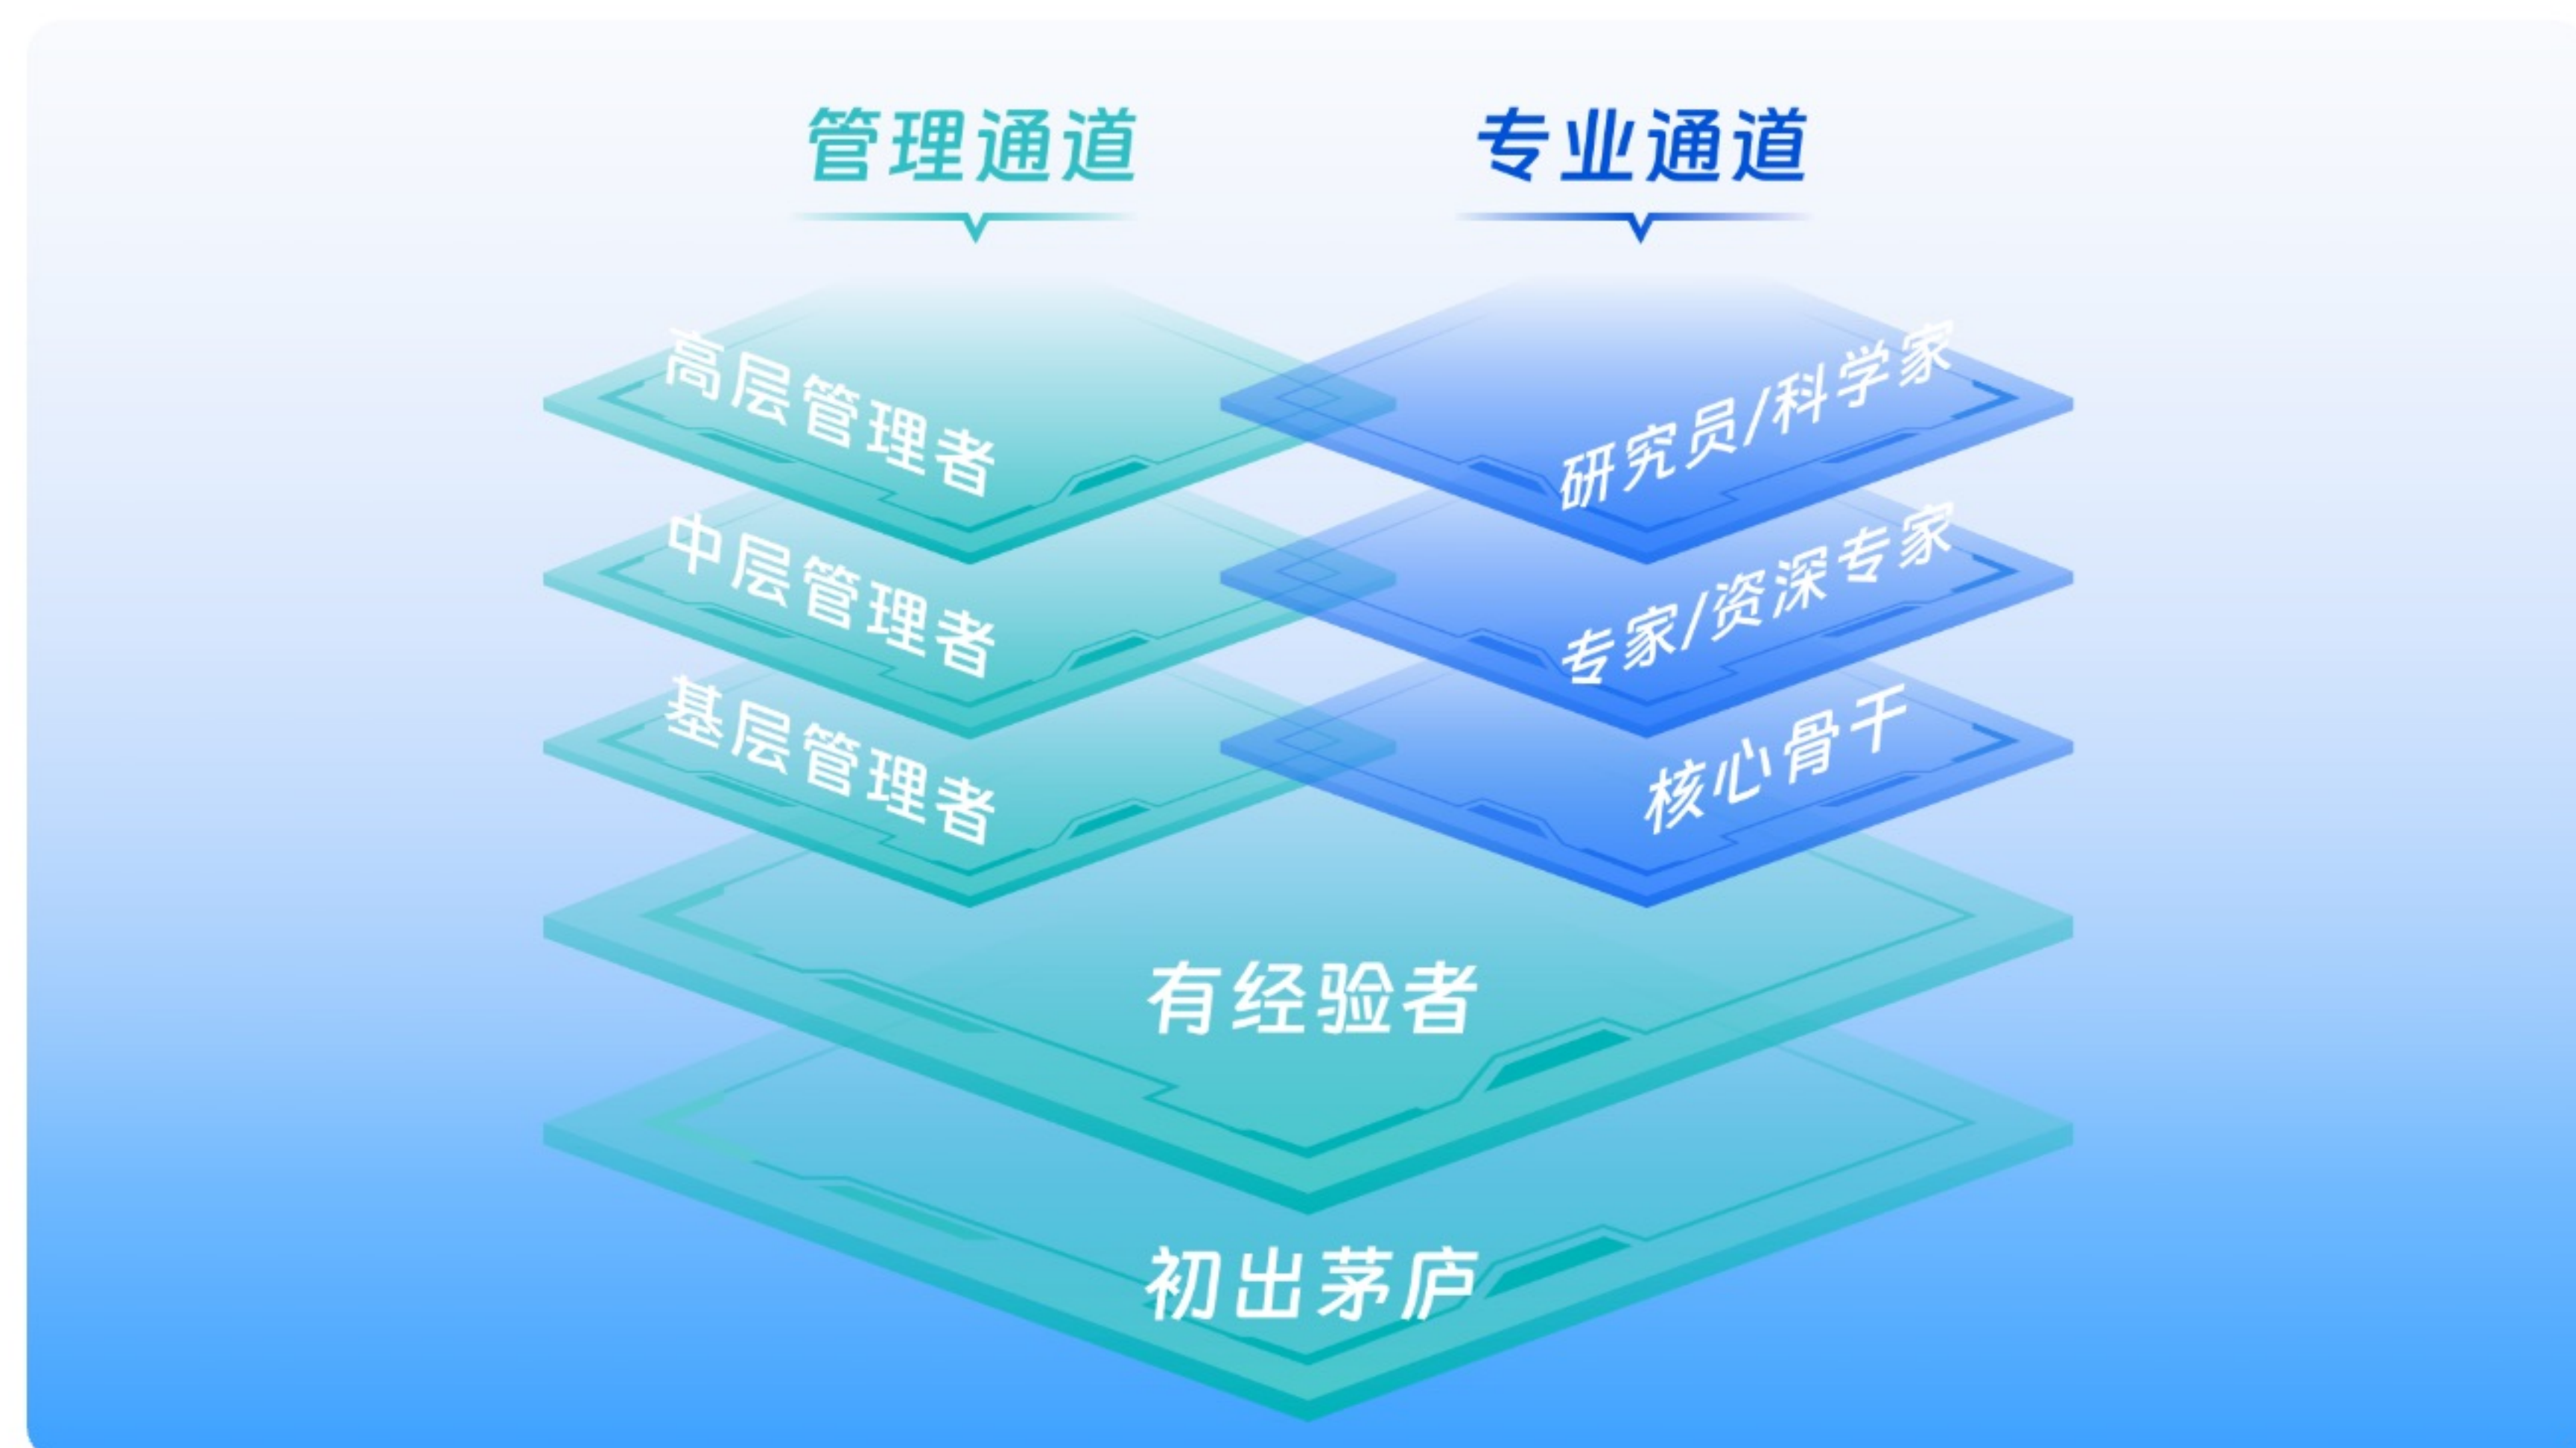 管理通道
专业通道
高层管理者
研究员/科学家
中层管理者
专家/资深专家
基层管理者
核心骨干
有经验者
初出茅庐